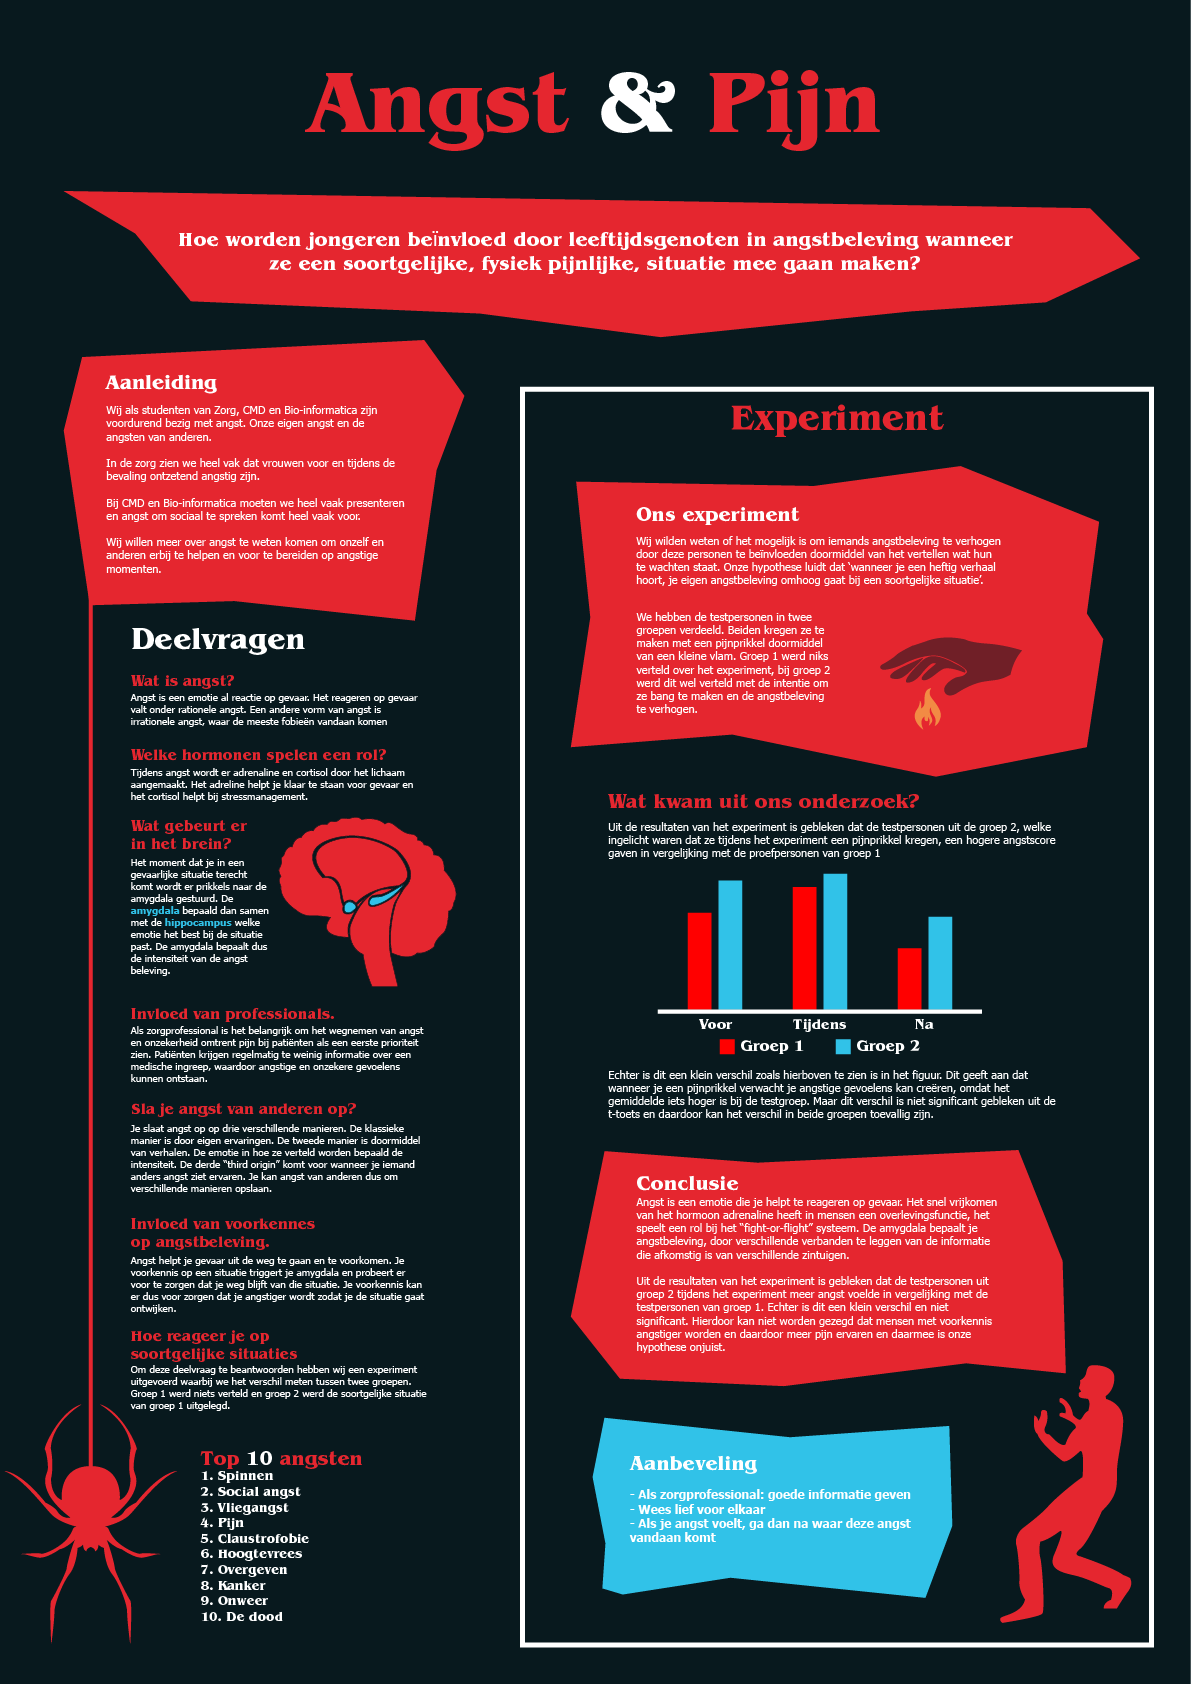 Angst & Pijn
Hoe worden jongeren beïnvloed door leeftijdsgenoten in angstbeleving wanneer
ze een soortgelijke, fysiek pijnlijke, situatie mee gaan maken?
Aanleiding
Wij als studenten van Zorg, CMD en Bio-informatica zijn
voordurend bezig met angst. Onze eigen angst en de
angsten van anderen.
In de zorg zien we heel vak dat vrouwen voor en tijdens de
bevaling ontzetend angstig zijn.
Bij CMD en Bio-informatica moeten we heel vaak presenteren
en angst om sociaal te spreken komt heel vaak voor.
Wij willen meer over angst te weten komen om onzelf en
anderen erbij te helpen en voor te bereiden op angstige
momenten.
Deelvragen
Wat is angst?
Angst is een emotie al reactie op gevaar. Het reageren op gevaar
valt onder rationele angst. Een andere vorm van angst is
irrationele angst, waar de meeste fobieën vandaan komen
Welke hormonen spelen een rol?
Tijdens angst wordt er adrenaline en cortisol door het lichaam
aangemaakt. Het adreline helpt je klaar te staan voor gevaar en
het cortisol helpt bij stressmanagement.
Wat gebeurt er
in het brein?
Het moment dat je in een
gevaarlijke situatie terecht
komt wordt er prikkels naar de
amygdala gestuurd. De
amygdala bepaald dan samen
met de hippocampus welke
emotie het best bij de situatie
past. De amygdala bepaalt dus
de intensiteit van de angst
beleving.
Invloed van professionals.
Als zorgprofessional is het belangrijk om het wegnemen van angst
en onzekerheid omtrent pijn bij patiënten als een eerste prioriteit
zien. Patiënten krijgen regelmatig te weinig informatie over een
medische ingreep, waardoor angstige en onzekere gevoelens
kunnen ontstaan.
Sla je angst van anderen op?
Je slaat angst op op drie verschillende manieren. De klassieke
manier is door eigen ervaringen. De tweede manier is doormiddel
van verhalen. De emotie in hoe ze verteld worden bepaald de
intensiteit. De derde “third origin” komt voor wanneer je iemand
anders angst ziet ervaren. Je kan angst van anderen dus om
verschillende manieren opslaan.
Invloed van voorkennes
op angstbeleving.
Angst helpt je gevaar uit de weg te gaan en te voorkomen. Je
voorkennis op een situatie triggert je amygdala en probeert er
voor te zorgen dat je weg blijft van die situatie. Je voorkennis kan
er dus voor zorgen dat je angstiger wordt zodat je de situatie gaat
ontwijken.
Hoe reageer je op
soortgelijke situaties
Om deze deelvraag te beantwoorden hebben wij een experiment
uitgevoerd waarbij we het verschil meten tussen twee groepen.
Groep 1 werd niets verteld en groep 2 werd de soortgelijke situatie
van groep 1 uitgelegd.
Top 10 angsten
1. Spinnen
2. Social angst
3. Vliegangst
4. Pijn
5. Claustrofobie
6. Hoogtevrees
7. Overgeven
8. Kanker
9. Onweer
10. De dood
Experiment
Ons experiment
Wij wilden weten of het mogelijk is om iemands angstbeleving te verhogen
door deze personen te beïnvloeden doormiddel van het vertellen wat hun
te wachten staat. Onze hypothese luidt dat ‘wanneer je een heftig verhaal
hoort, je eigen angstbeleving omhoog gaat bij een soortgelijke situatie’.
We hebben de testpersonen in twee
groepen verdeeld. Beiden kregen ze te
maken met een pijnprikkel doormiddel
van een kleine vlam. Groep 1 werd niks
verteld over het experiment, bij groep 2
werd dit wel verteld met de intentie om
ze bang te maken en de angstbeleving
te verhogen.
Wat kwam uit ons onderzoek?
Uit de resultaten van het experiment is gebleken dat de testpersonen uit de groep 2, welke
ingelicht waren dat ze tijdens het experiment een pijnprikkel kregen, een hogere angstscore
gaven in vergelijking met de proefpersonen van groep 1
Voor Tijdens Na
Groep 1 Groep 2
Echter is dit een klein verschil zoals hierboven te zien is in het figuur. Dit geeft aan dat
wanneer je een pijnprikkel verwacht je angstige gevoelens kan creëren, omdat het
gemiddelde iets hoger is bij de testgroep. Maar dit verschil is niet significant gebleken uit de
t-toets en daardoor kan het verschil in beide groepen toevallig zijn.
Conclusie
Angst is een emotie die je helpt te reageren op gevaar. Het snel vrijkomen
van het hormoon adrenaline heeft in mensen een overlevingsfunctie, het
speelt een rol bij het “fight-or-flight” systeem. De amygdala bepaalt je
angstbeleving, door verschillende verbanden te leggen van de informatie
die afkomstig is van verschillende zintuigen.
Uit de resultaten van het experiment is gebleken dat de testpersonen uit
groep 2 tijdens het experiment meer angst voelde in vergelijking met de
testpersonen van groep 1. Echter is dit een klein verschil en niet
significant. Hierdoor kan niet worden gezegd dat mensen met voorkennis
angstiger worden en daardoor meer pijn ervaren en daarmee is onze
hypothese onjuist.
Aanbeveling
- Als zorgprofessional: goede informatie geven
- Wees lief voor elkaar
- Als je angst voelt, ga dan na waar deze angst
vandaan komt